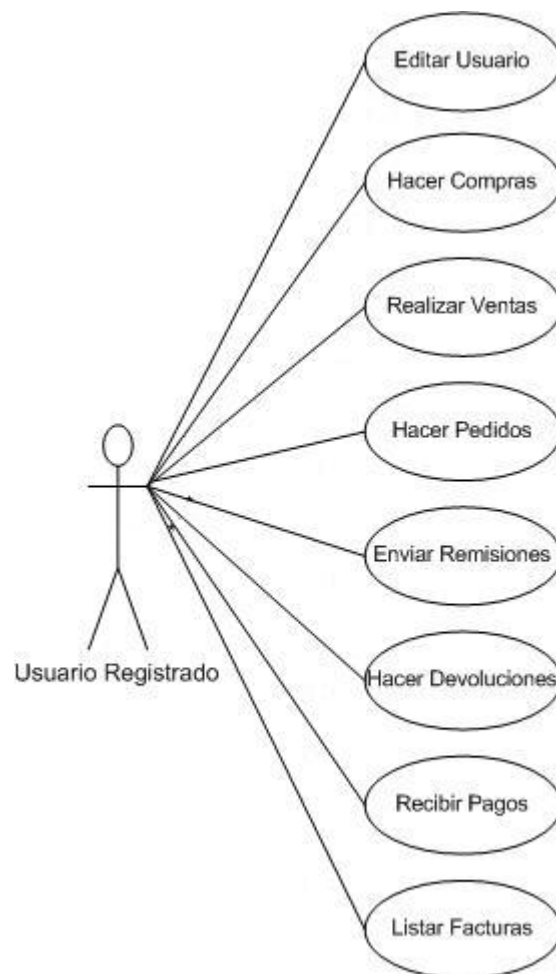 Editar Usuario
Hacer Compras
Realizar Ventas
Hacer Pedidos
Enviar Remisiones
Usuario Registrado
Hacer Devoluciones
Recibir Pagos
Listar Facturas